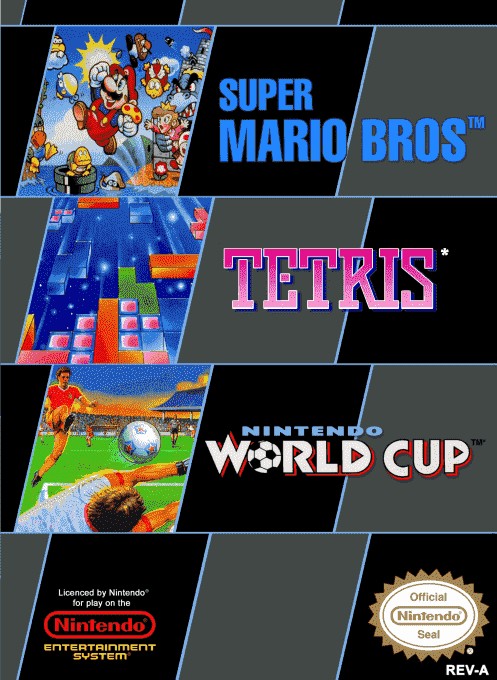 SUPER
MARIO BROS™
TETRIS*
NINTENDO
WORLD CUP™*
Licenced by Nintendo®
for play on the
Nintendo®
ENTERTAINMENT
SYSTEM®
Official
Nintendo®
Seal
®
REV-A